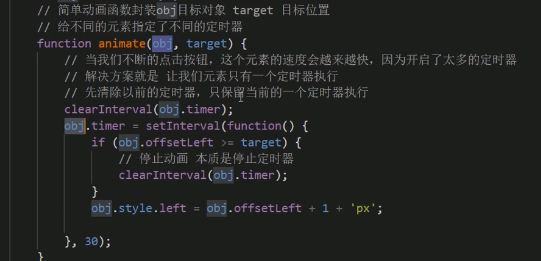 // 简单动画函数封装obj目标对象 target 目标位置
// 给不同的元素指定了不同的定时器
function animate(obj, target) {
// 当我们不断的点击按钮，这个元素的速度会越来越快，因为开启了太多的定时器
// 解决方案就是 让我们元素只有一个定时器执行
// 先清除以前的定时器，只保留当前的一个定时器执行
clearInterval(obj.timer);
obj.timer = setInterval(function() {
if (obj.offsetLeft >= target) {
// 停止动画 本质是停止定时器
clearInterval(obj.timer);
}
obj.style.left = obj.offsetLeft + 1 + 'px';
}, 30);
}